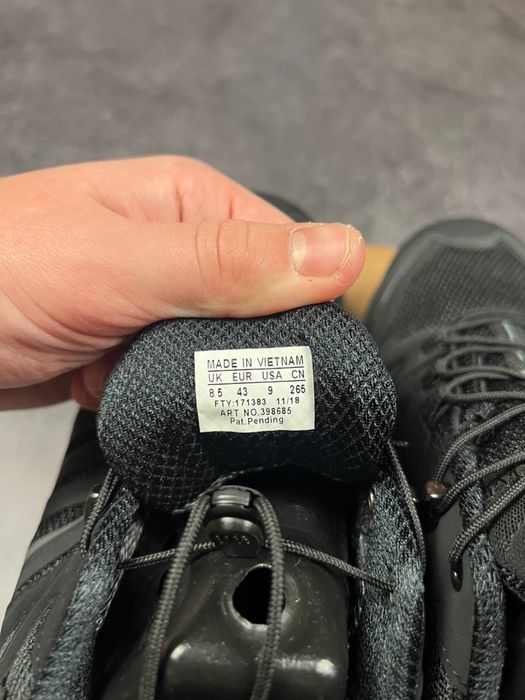 MADE IN VIETNAM
UK EUR USA CN
8.5 43 9 265
FTY:171383 11/18
ART NO.398685
Pat.Pending